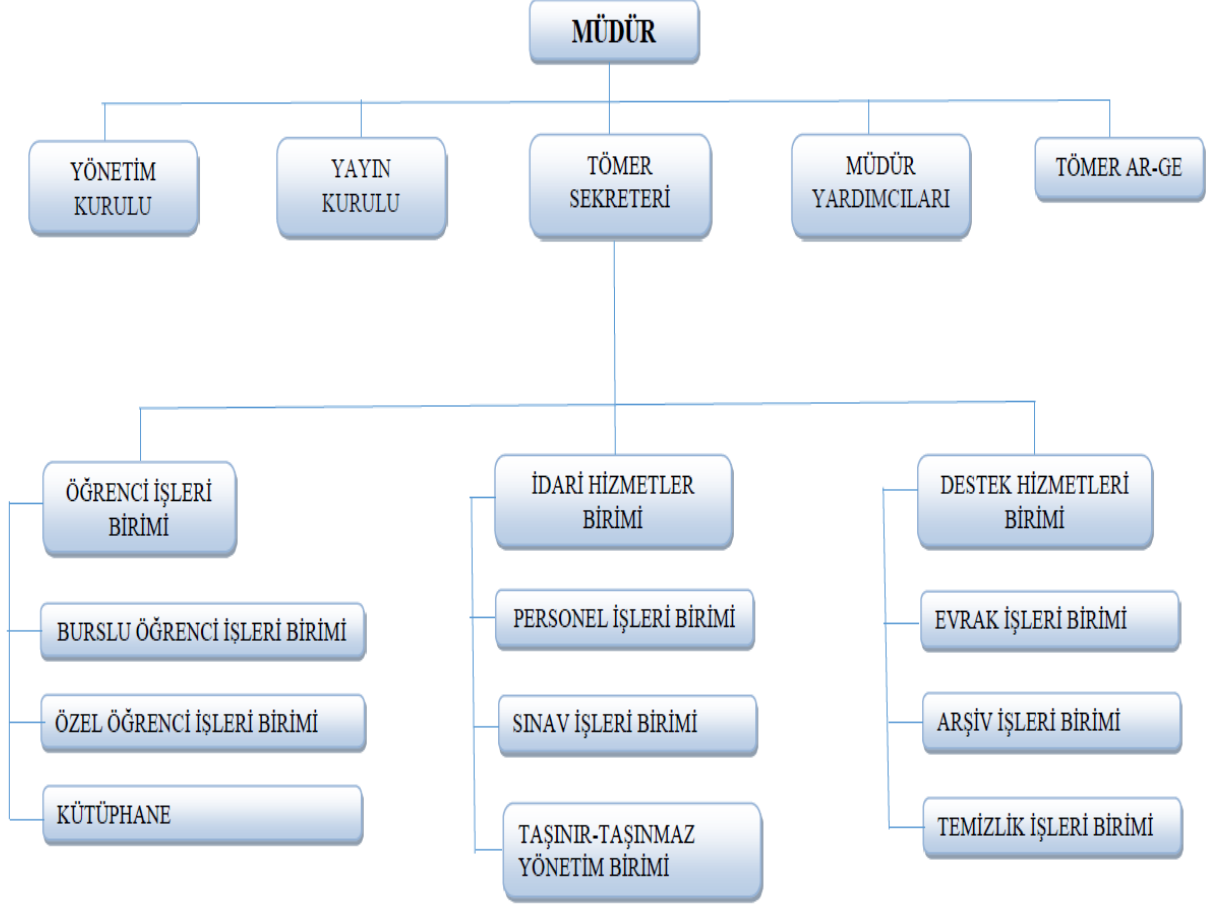 MÜDÜR
YÖNETİM
KURULU
YAYIN
KURULU
TÖMER
SEKRETERİ
MÜDÜR
YARDIMCILARI
TÖMER AR-GE
ÖĞRENCİ İŞLERİ
BİRİMİ
BURSLU ÖĞRENCİ İŞLERİ BİRİMİ
ÖZEL ÖĞRENCİ İŞLERİ BİRİMİ
KÜTÜPHANE
İDARİ HİZMETLER
BİRİMİ
PERSONEL İŞLERİ BİRİMİ
SINAV İŞLERİ BİRİMİ
TAŞINIR-TAŞINMAZ
YÖNETİM BİRİMİ
DESTEK HİZMETLERİ
BİRİMİ
EVRAK İŞLERİ BİRİMİ
ARŞİV İŞLERİ BİRİMİ
TEMİZLİK İŞLERİ BİRİMİ